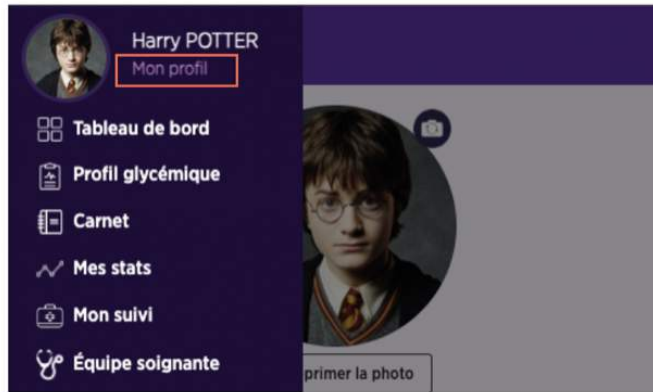 Harry POTTER
Mon profil
Tableau de bord
Profil glycémique
Carnet
Mes stats
Mon suivi
Équipe soignante
primer la photo